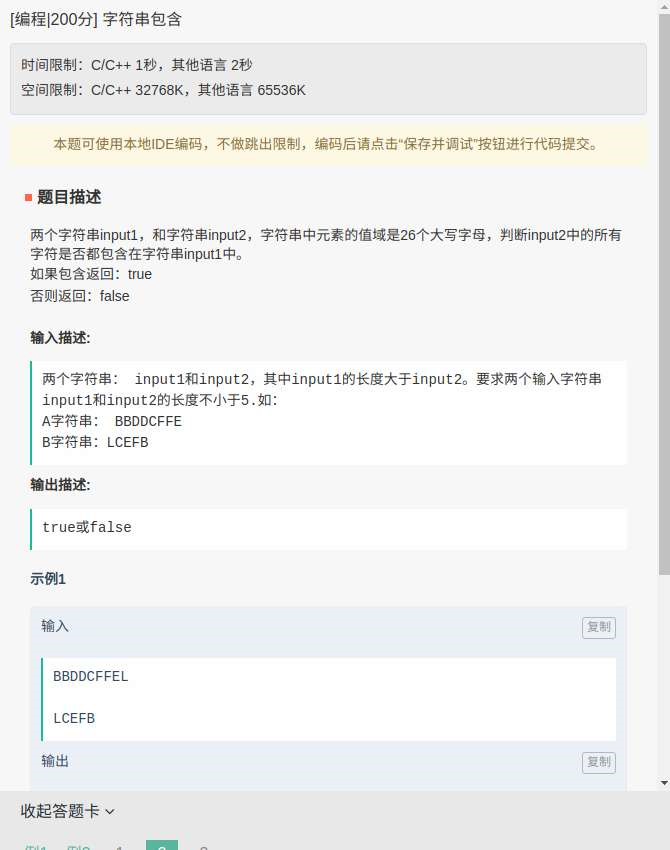 [编程|200分] 字符串包含
时间限制：C/C++ 1秒，其他语言 2秒
空间限制：C/C++ 32768K，其他语言 65536K
本题可使用本地IDE编码，不做跳出限制，编码后请点击“保存并调试”按钮进行代码提交。
题目描述
两个字符串input1，和字符串input2，字符串中元素的值域是26个大写字母，判断input2中的所有
字符是否都包含在字符串input1中。
如果包含返回：true
否则返回：false
输入描述:
两个字符串： input1和input2，其中input1的长度大于input2。要求两个输入字符串
input1和input2的长度不小于5.如：
A字符串： BBDDCFFE
B字符串：LCEFB
输出描述:
true或false
示例1
输入 复制
BBDDCFFEL
LCEFB
输出 复制
收起答题卡